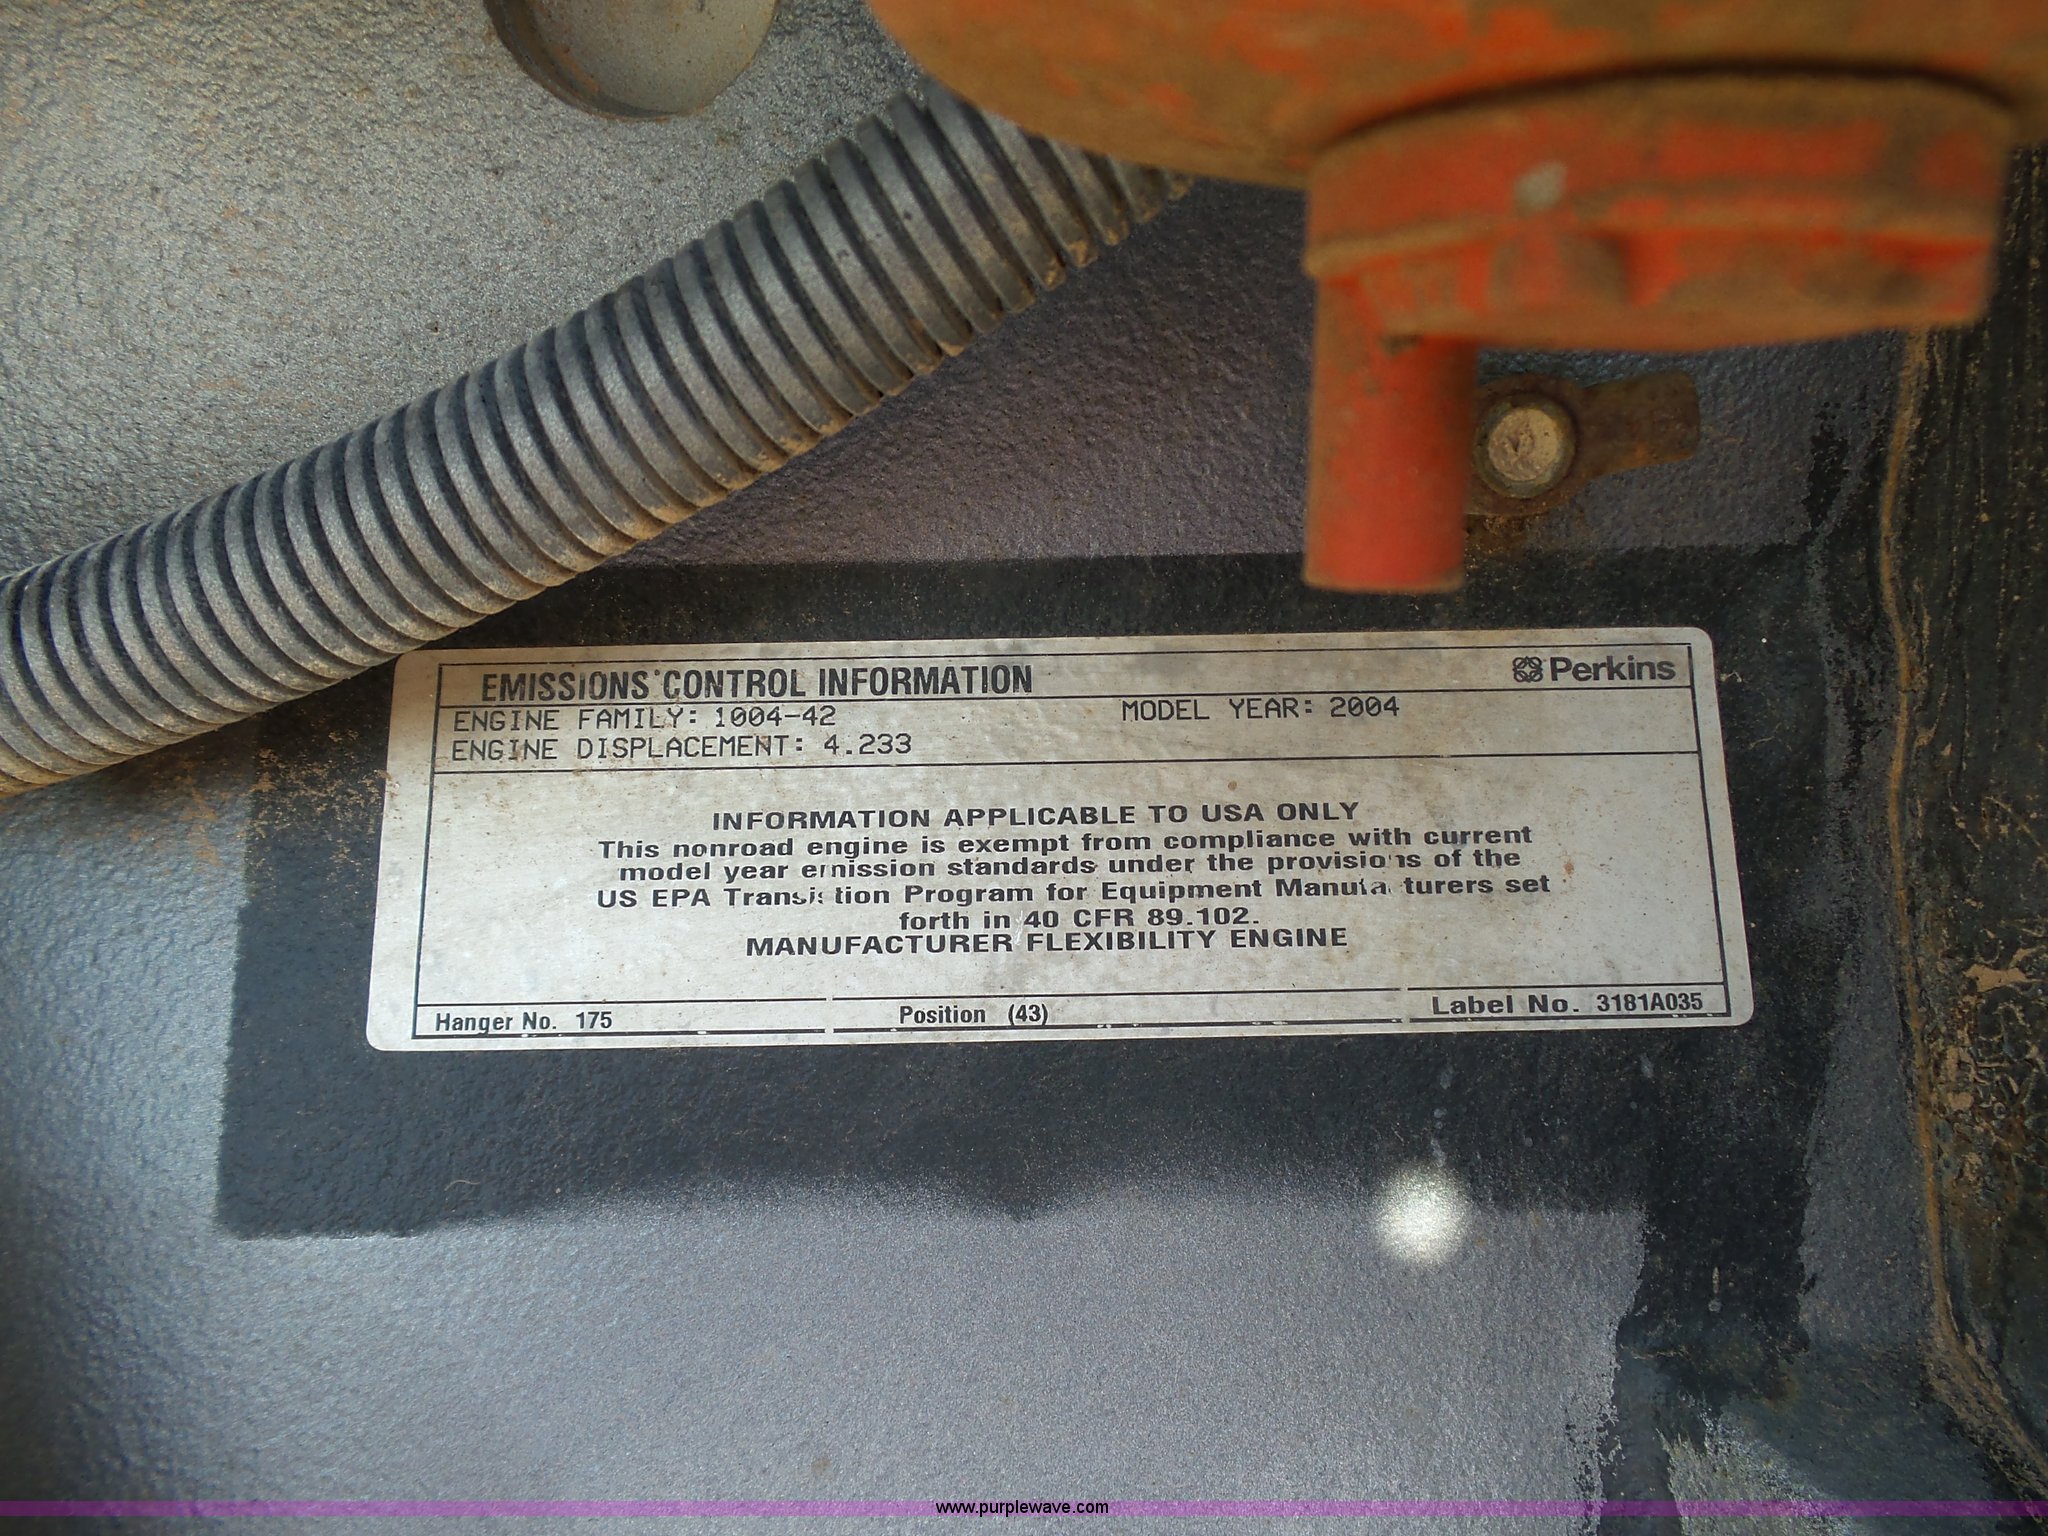 EMISSIONS CONTROL INFORMATION
Perkins
ENGINE FAMILY: 1004-42
MODEL YEAR: 2004
ENGINE DISPLACEMENT: 4.233
INFORMATION APPLICABLE TO USA ONLY
This nonroad engine is exempt from compliance with current
model year emission standards under the provisions of the
US EPA Transition Program for Equipment Manufacturers set
forth in 40 CFR 89.102.
MANUFACTURER FLEXIBILITY ENGINE
Hanger No. 175
Position (43)
Label No. 3181A035
www.purplewave.com